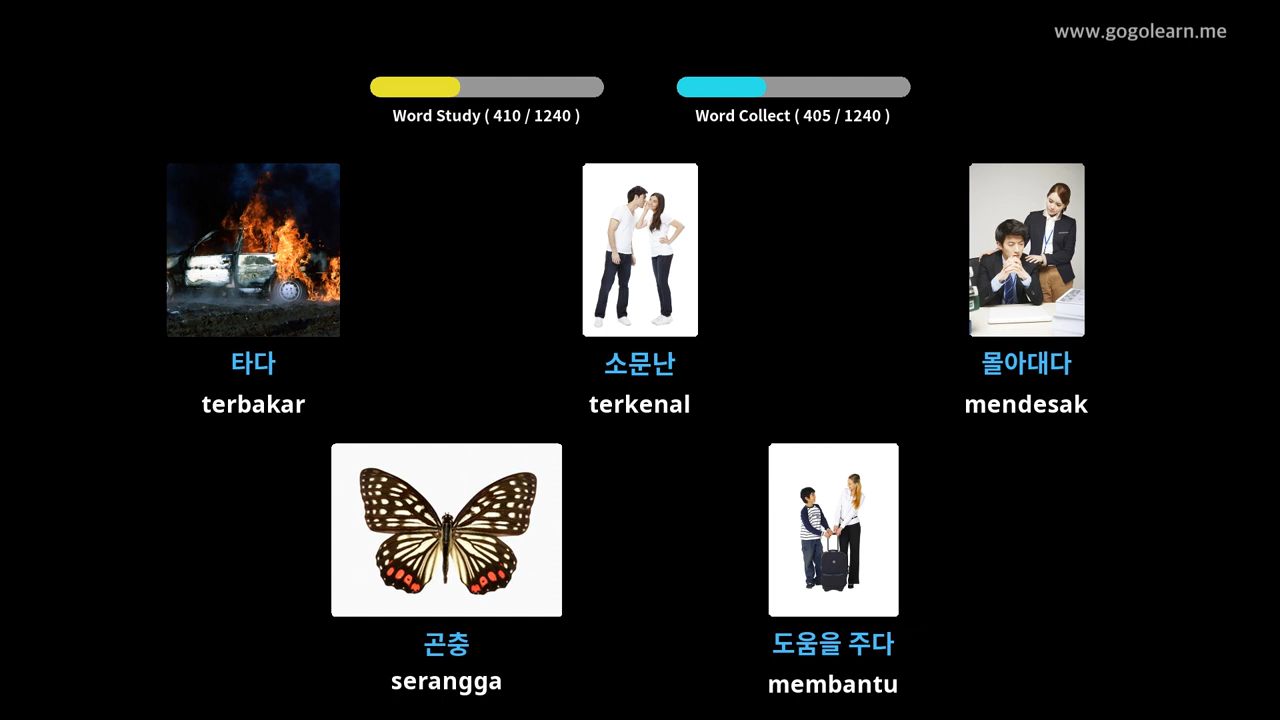 www.gogolearn.me
Word Study ( 410 / 1240 )
Word Collect ( 405 / 1240 )
타다
소문난
몰아대다
terbakar
terkenal
mendesak
곤충
도움을 주다
serangga
membantu